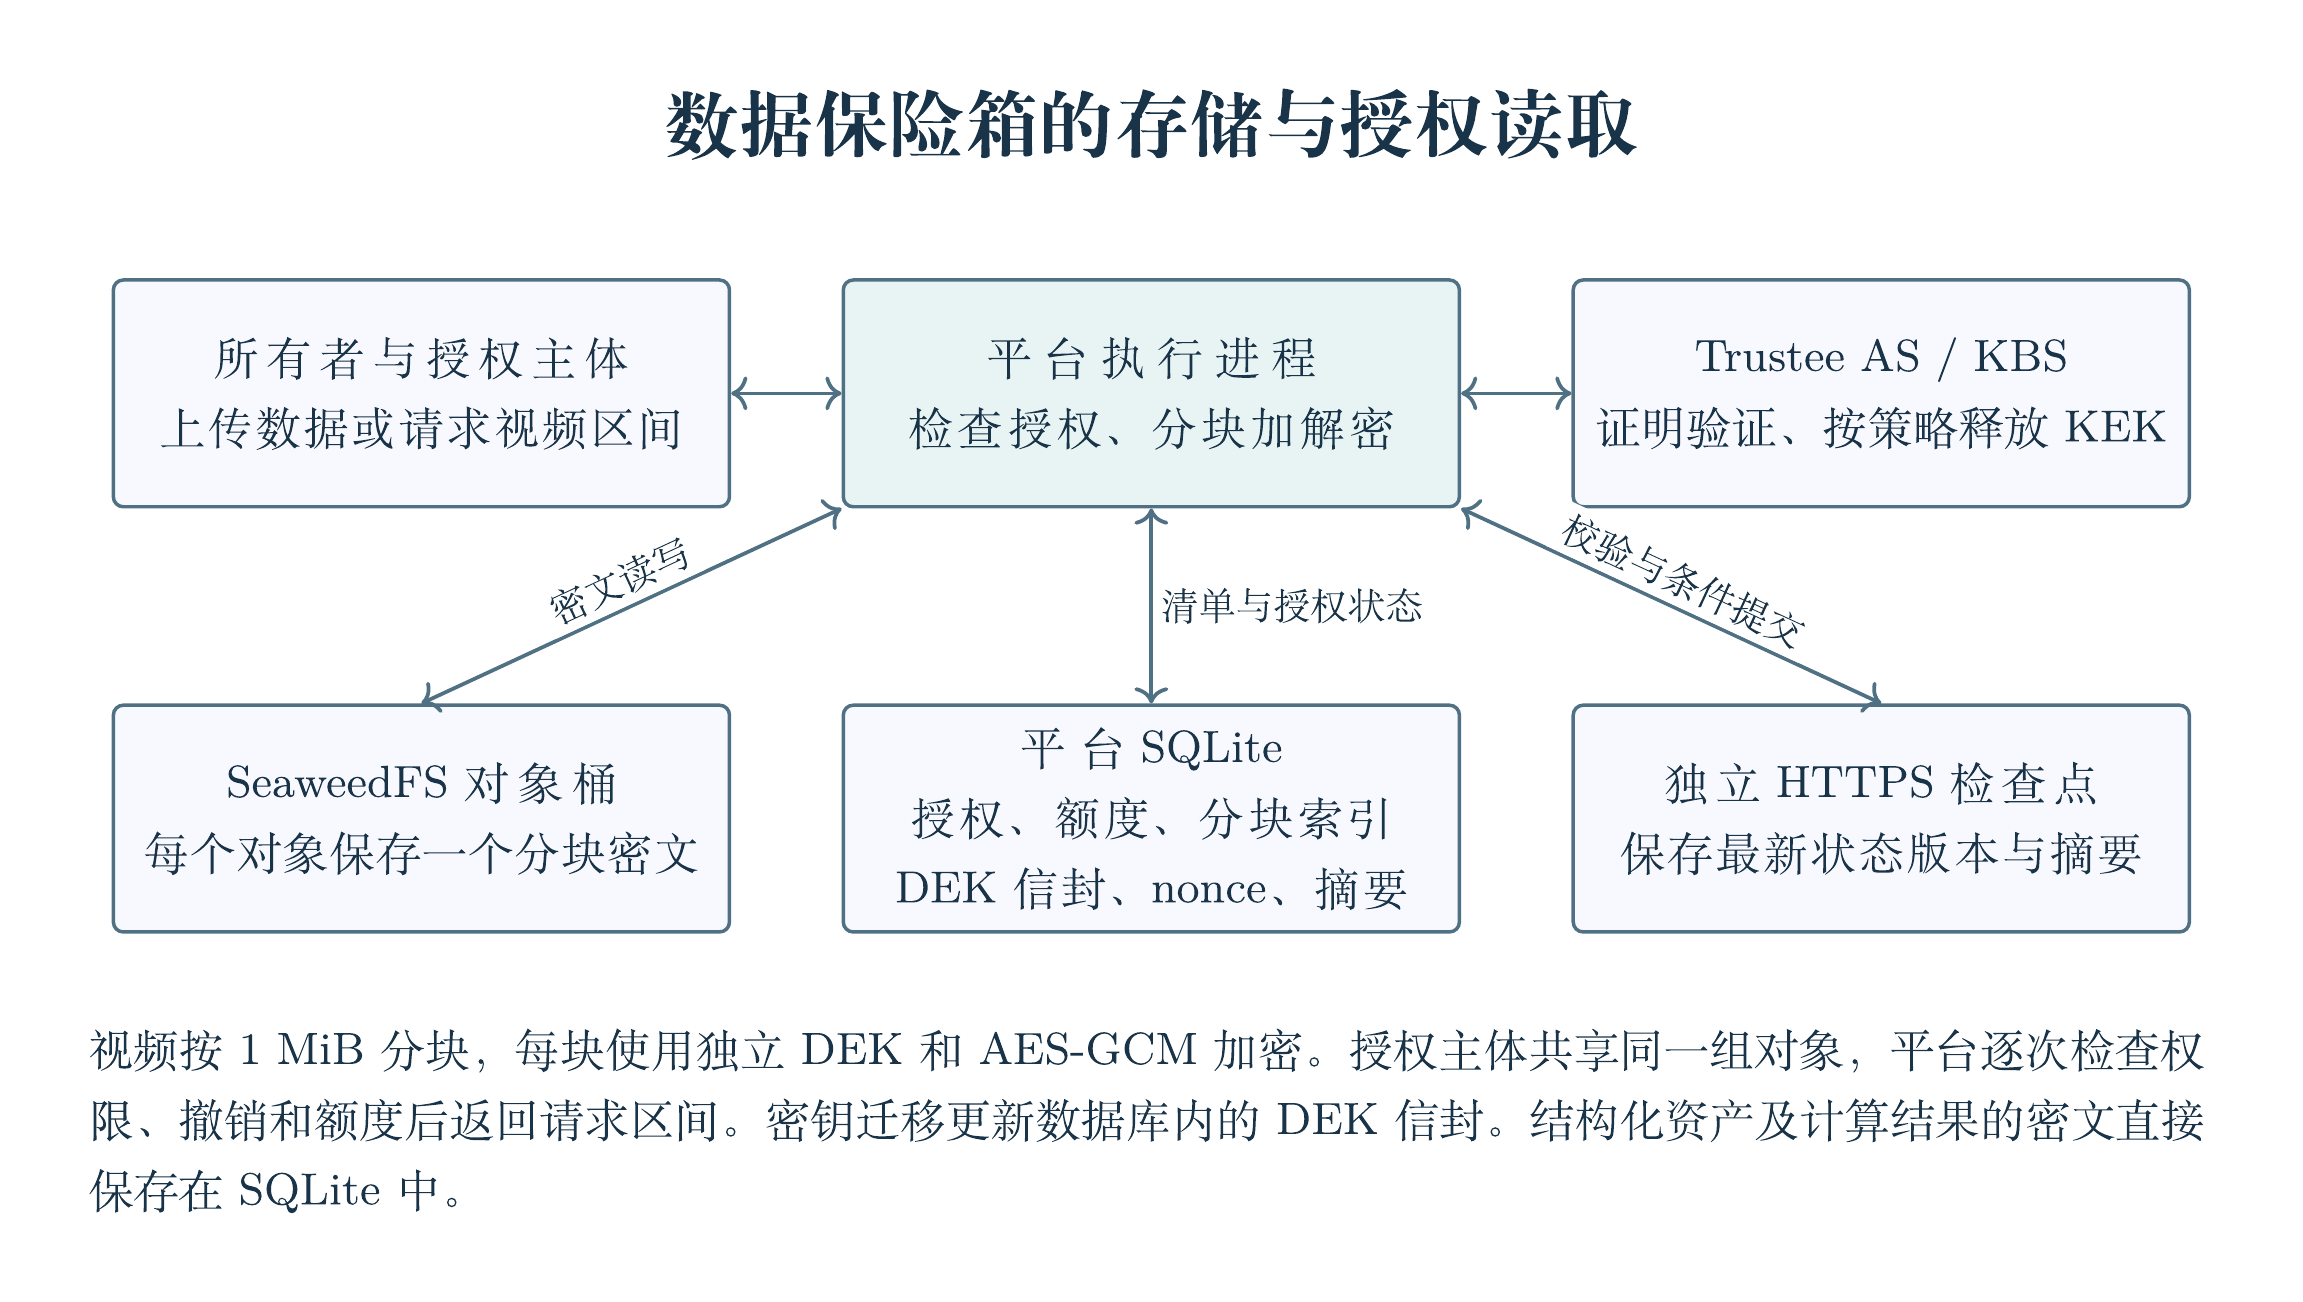 数据保险箱的存储与授权读取
所有者与授权主体
上传数据或请求视频区间
平台执行进程
检查授权、分块加解密
Trustee AS / KBS
证明验证、按策略释放 KEK
密文读写
清单与授权状态
校验与条件提交
SeaweedFS 对象桶
每个对象保存一个分块密文
平台 SQLite
授权、额度、分块索引
DEK 信封、nonce、摘要
独立 HTTPS 检查点
保存最新状态版本与摘要
视频按 1 MiB 分块，每块使用独立 DEK 和 AES-GCM 加密。授权主体共享同一组对象，平台逐次检查权
限、撤销和额度后返回请求区间。密钥迁移更新数据库内的 DEK 信封。结构化资产及计算结果的密文直接
保存在 SQLite 中。